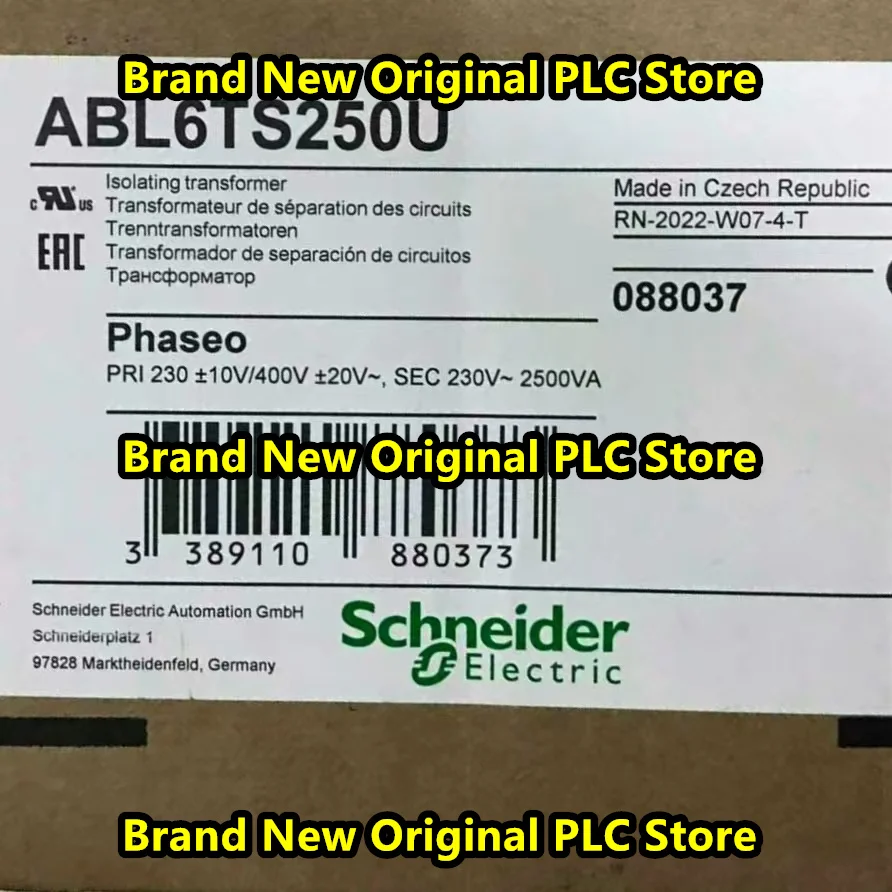 Brand New Original PLC Store
ABL6TS250U
Isolating transformer
Transformateur de séparation des circuits
Trenntransformatoren
Transformador de separación de circuitos
Трансформатор
c RU us
EAC
Made in Czech Republic
RN-2022-W07-4-T
088037
Phaseo
PRI 230 ±10V/400V ±20V~, SEC 230V~ 2500VA
Brand New Original PLC Store
3 389110 880373
Schneider Electric Automation GmbH
Schneiderplatz 1
97828 Marktheidenfeld, Germany
Schneider
Electric
Brand New Original PLC Store